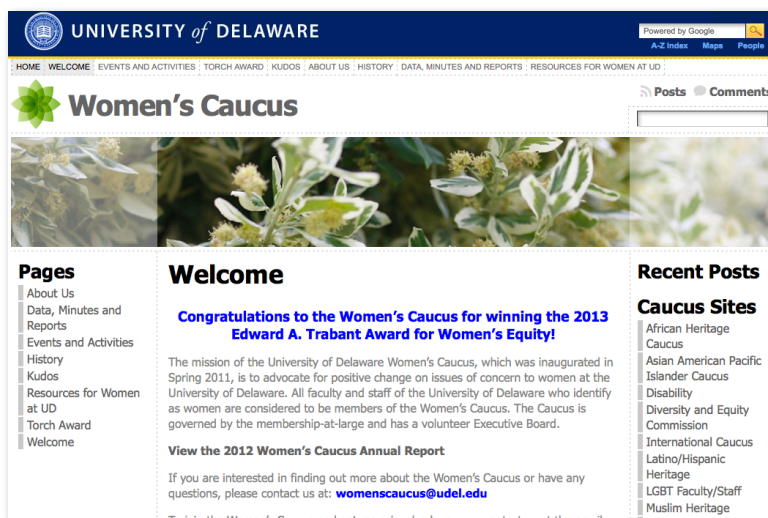 UNIVERSITY of DELAWARE
Powered by Google
A-Z Index Maps People
HOME WELCOME EVENTS AND ACTIVITIES TORCH AWARD KUDOS ABOUT US HISTORY DATA, MINUTES AND REPORTS RESOURCES FOR WOMEN AT UD
Posts Comments
Women's Caucus
Pages
About Us
Data, Minutes and
Reports
Events and Activities
History
Kudos
Resources for Women
at UD
Torch Award
Welcome
Welcome
Congratulations to the Women's Caucus for winning the 2013
Edward A. Trabant Award for Women's Equity!
The mission of the University of Delaware Women's Caucus, which was inaugurated in
Spring 2011, is to advocate for positive change on issues of concern to women at the
University of Delaware. All faculty and staff of the University of Delaware who identify
as women are considered to be members of the Women's Caucus. The Caucus is
governed by the membership-at-large and has a volunteer Executive Board.
View the 2012 Women's Caucus Annual Report
If you are interested in finding out more about the Women's Caucus or have any
questions, please contact us at: womenscaucus@udel.edu
Recent Posts
Caucus Sites
African Heritage
Caucus
Asian American Pacific
Islander Caucus
Disability
Diversity and Equity
Commission
International Caucus
Latino/Hispanic
Heritage
LGBT Faculty/Staff
Muslim Heritage